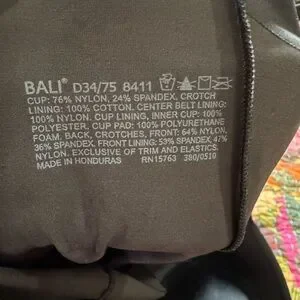 BALI® D34/75 8411
CUP: 76% NYLON, 24% SPANDEX, CROTCH
LINING: 100% COTTON. CENTER BELT LINING:
100% NYLON. CUP LINING, INNER CUP: 100%
POLYESTER. CUP PAD: 100% POLYURETHANE
FOAM. BACK, CROTCHES, FRONT: 64% NYLON,
36% SPANDEX. FRONT LINING: 53% SPANDEX, 47%
NYLON. EXCLUSIVE OF TRIM AND ELASTICS.
MADE IN HONDURAS RN15763 380/0519